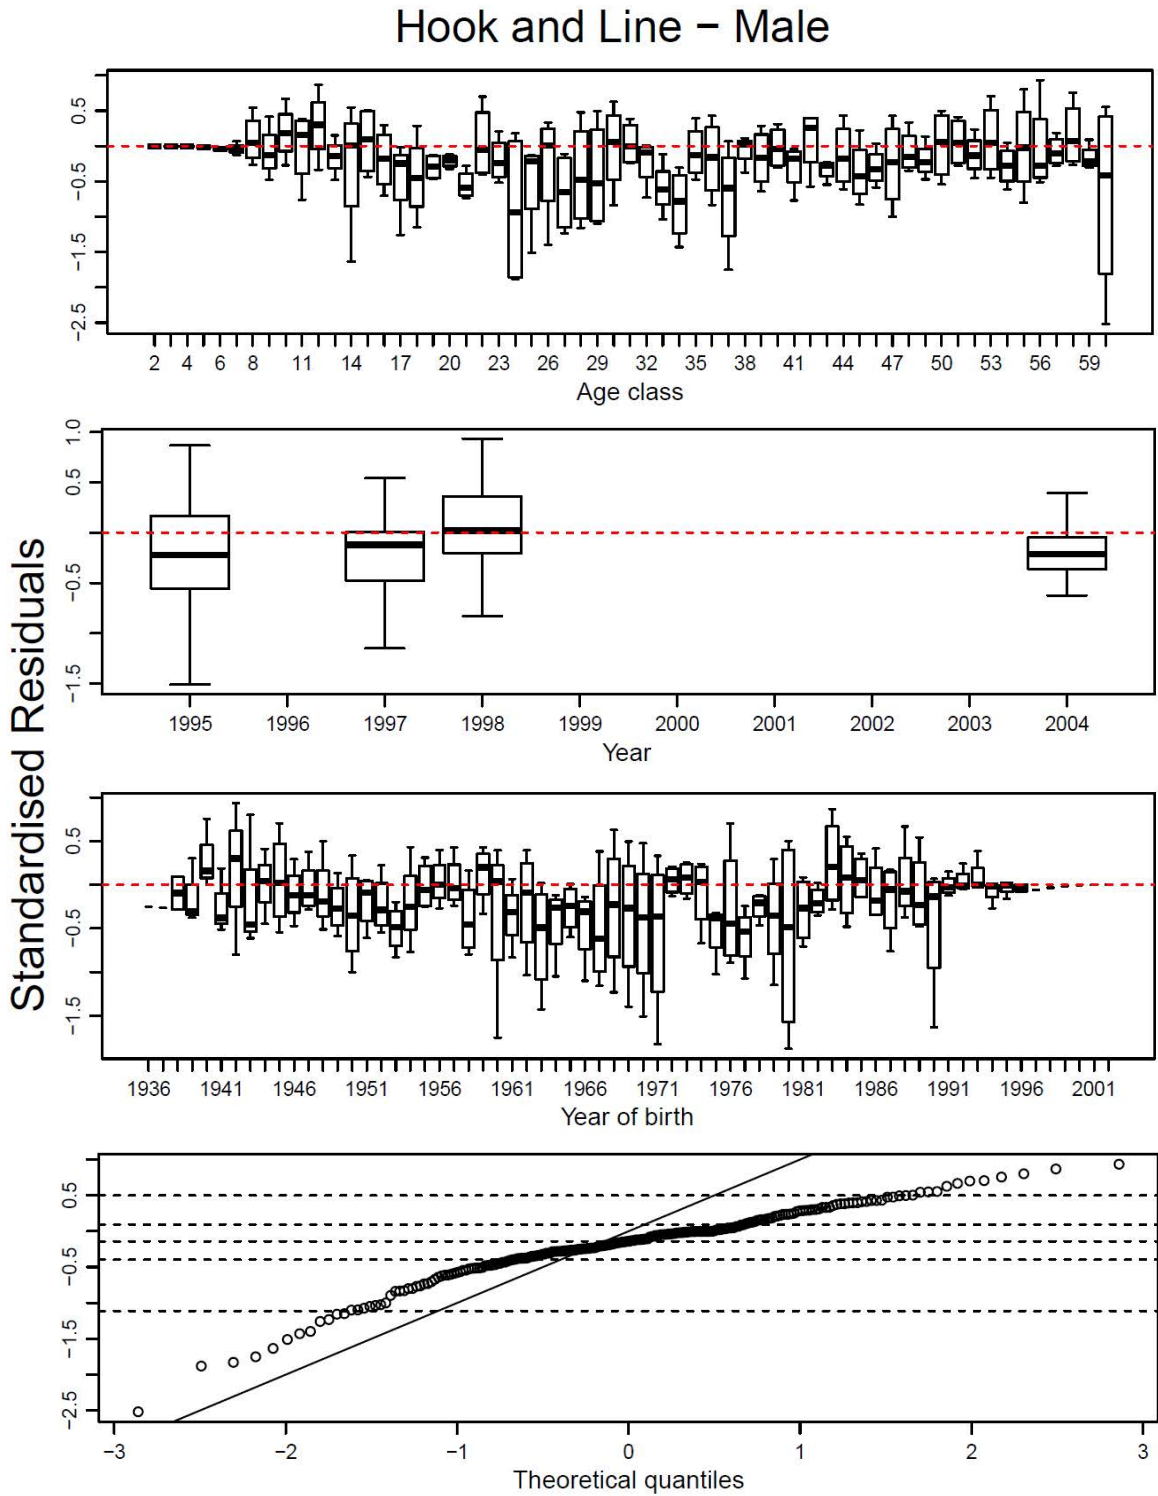 Hook and Line − Male
Standardised Residuals
0.5
−0.5
−1.5
−2.5
2 4 6 8 11 14 17 20 23 26 29 32 35 38 41 44 47 50 53 56 59
Age class
1.0
0.5
−0.5
−1.5
1995 1996 1997 1998 1999 2000 2001 2002 2003 2004
Year
0.5
−0.5
−1.5
1936 1941 1946 1951 1956 1961 1966 1971 1976 1981 1986 1991 1996 2001
Year of birth
0.5
−0.5
−1.5
−2.5
−3 −2 −1 0 1 2 3
Theoretical quantiles